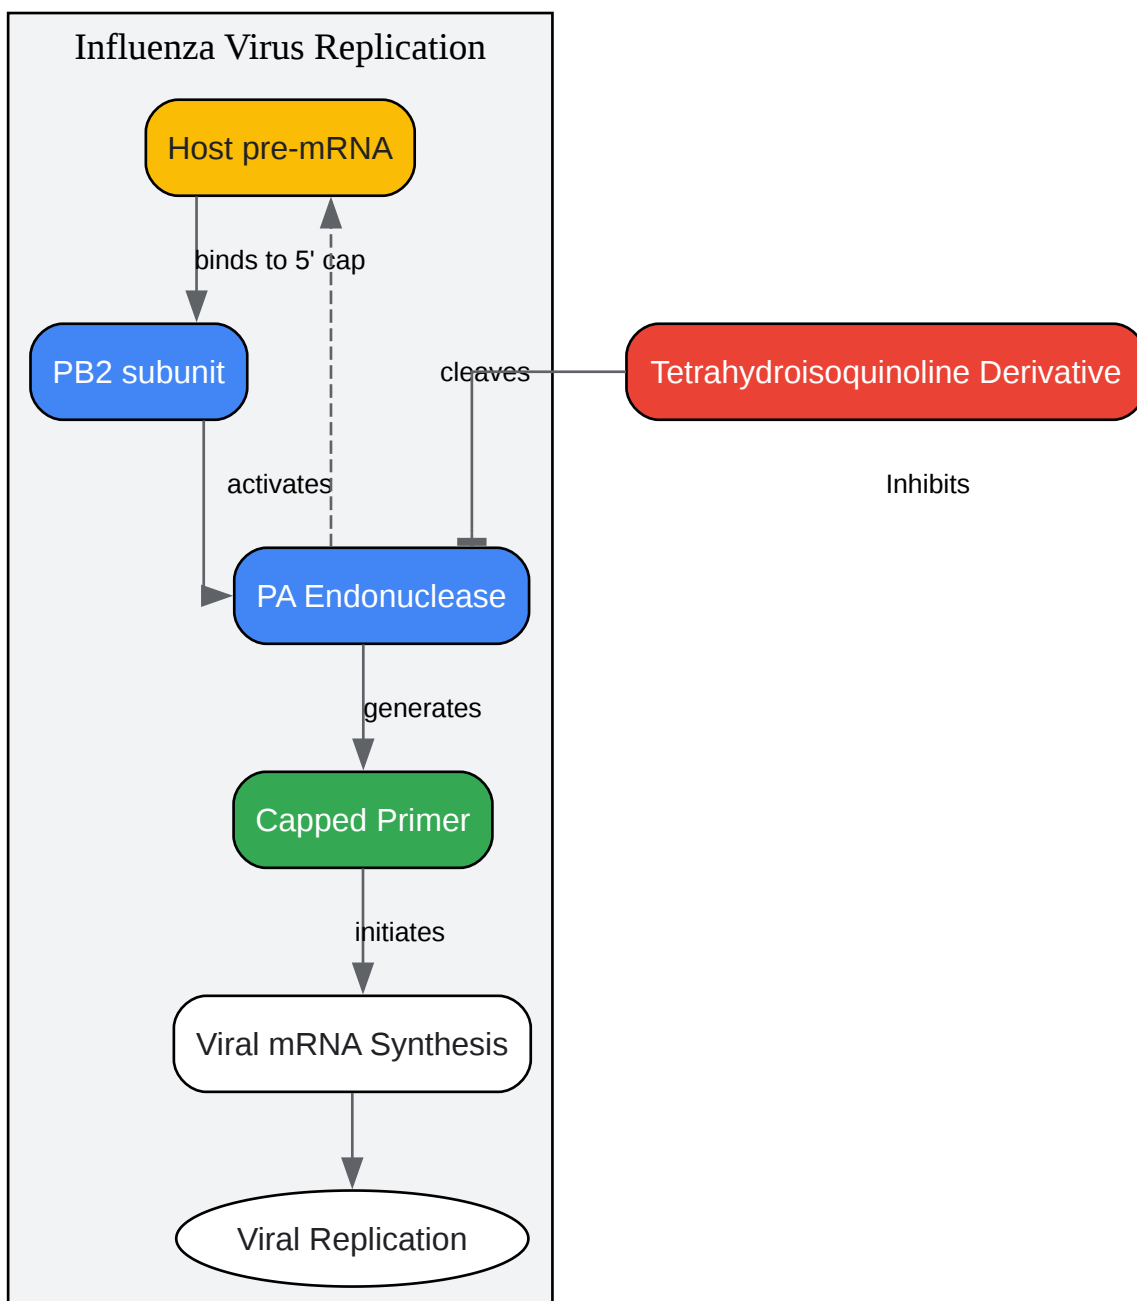 Influenza Virus Replication
Host pre-mRNA
binds to 5' cap
PB2 subunit
cleaves
Tetrahydroisoquinoline Derivative
activates
Inhibits
PA Endonuclease
generates
Capped Primer
initiates
Viral mRNA Synthesis
Viral Replication